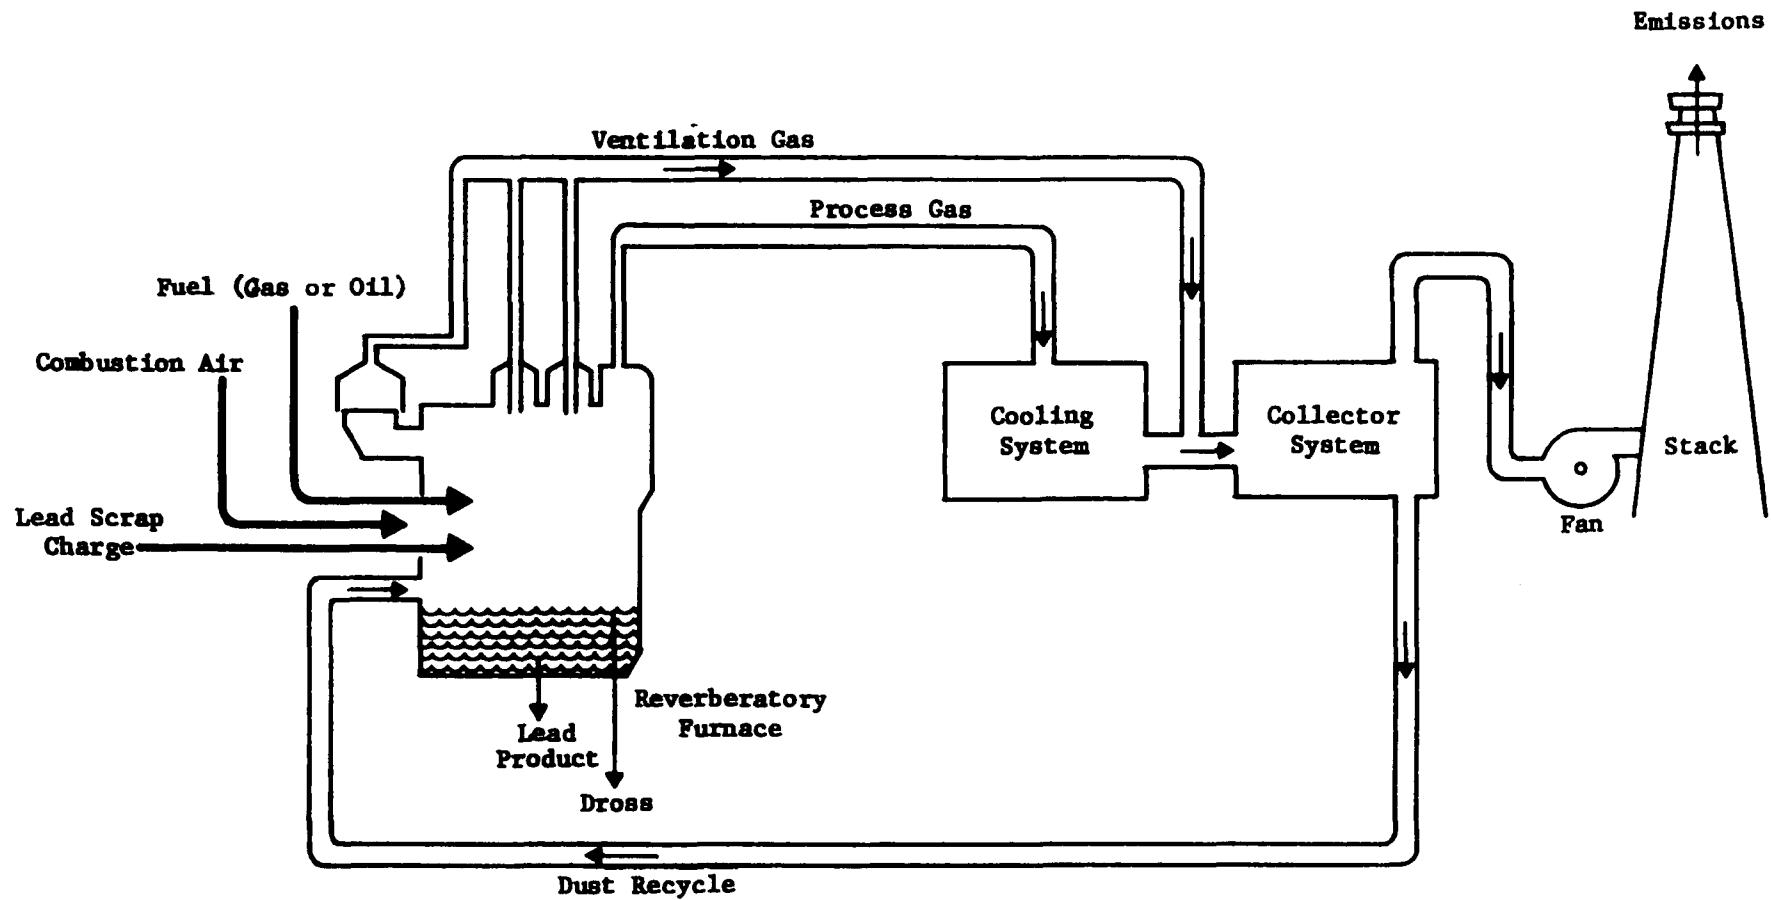 Emissions
Ventilation Gas
Process Gas
Fuel (Gas or Oil)
Combustion Air
Cooling
System
Collector
System
Stack
Lead Scrap
Charge
Fan
Reverberatory
Furnace
Lead
Product
Dross
Dust Recycle